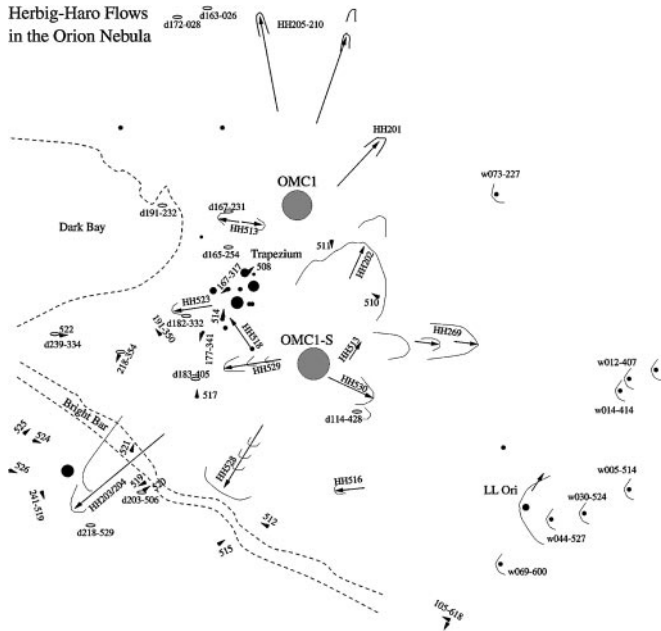 Herbig-Haro Flows
in the Orion Nebula
d163-026
d172-028
HH205-210
HH201
OMC1
w073-227
d191-232
d167-231
HH513
Dark Bay
d165-254
Trapezium
508
511
HH202
167-317
510
HH523
d182-332
514
191-350
522
d239-334
HH518
OMC1-S
HH513
HH269
177-341
218-354
d183-405
HH529
HH530
w012-407
w014-414
517
d114-428
Bright Bar
525
524
521
526
HH528
519
520
HH203/204
d203-506
HH516
241-519
w005-514
LL Ori
w030-524
512
d218-529
w044-527
515
w069-600
105-618